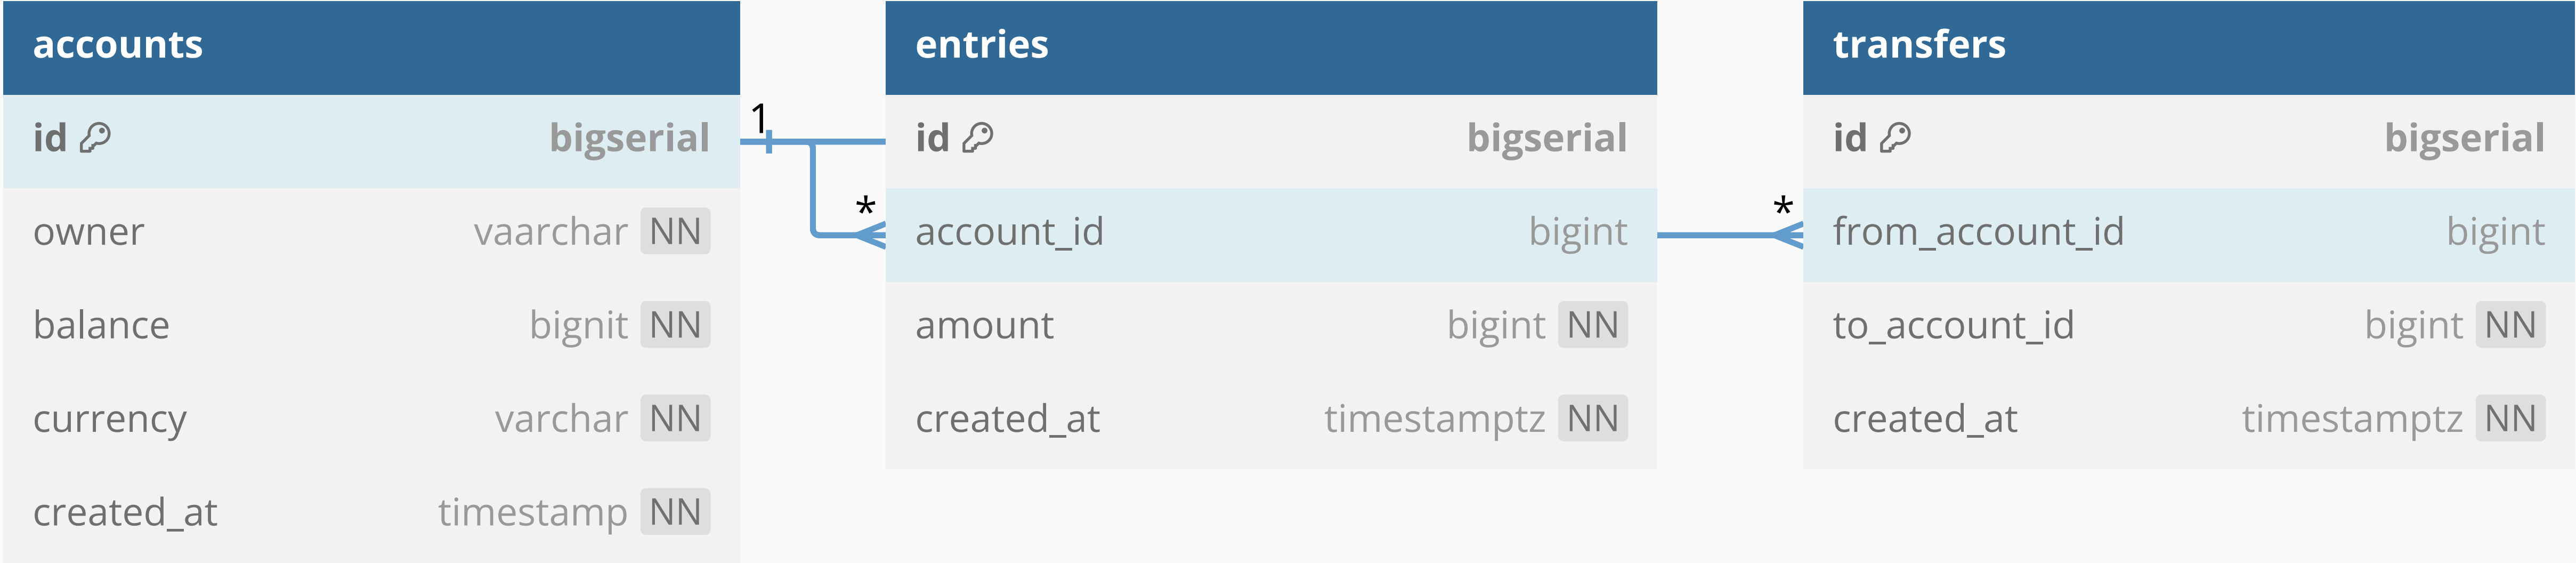 accounts
id bigserial
owner vaarchar NN
balance bignit NN
currency varchar NN
created_at timestamp NN
1
*
entries
id bigserial
account_id bigint
amount bigint NN
created_at timestamptz NN
*
transfers
id bigserial
from_account_id bigint
to_account_id bigint NN
created_at timestamptz NN